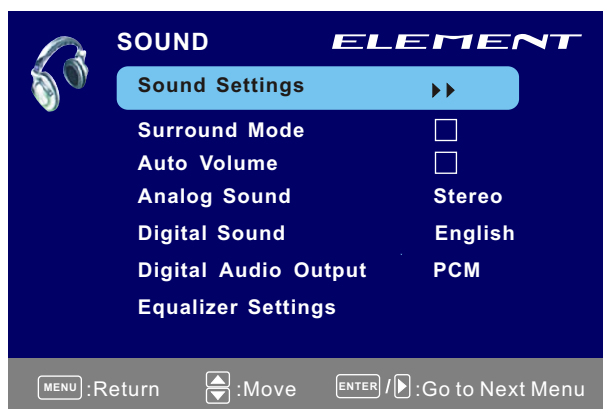 SOUND ELEMENT
Sound Settings
Surround Mode
Auto Volume
Analog Sound Stereo
Digital Sound English
Digital Audio Output PCM
Equalizer Settings
MENU :Return :Move ENTER / :Go to Next Menu